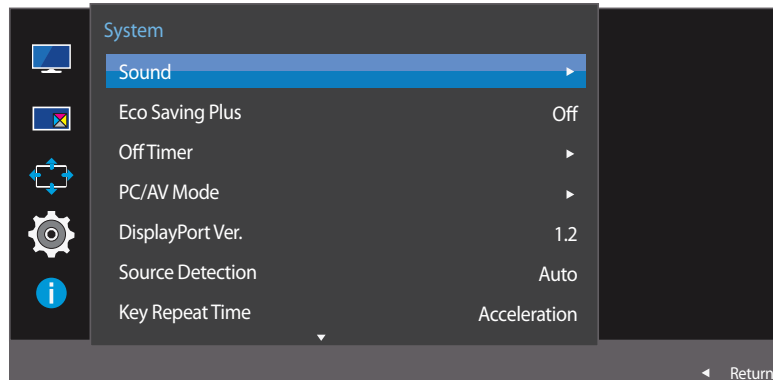 System
Sound
Eco Saving Plus Off
Off Timer
PC/AV Mode
DisplayPort Ver. 1.2
Source Detection Auto
Key Repeat Time Acceleration
Return